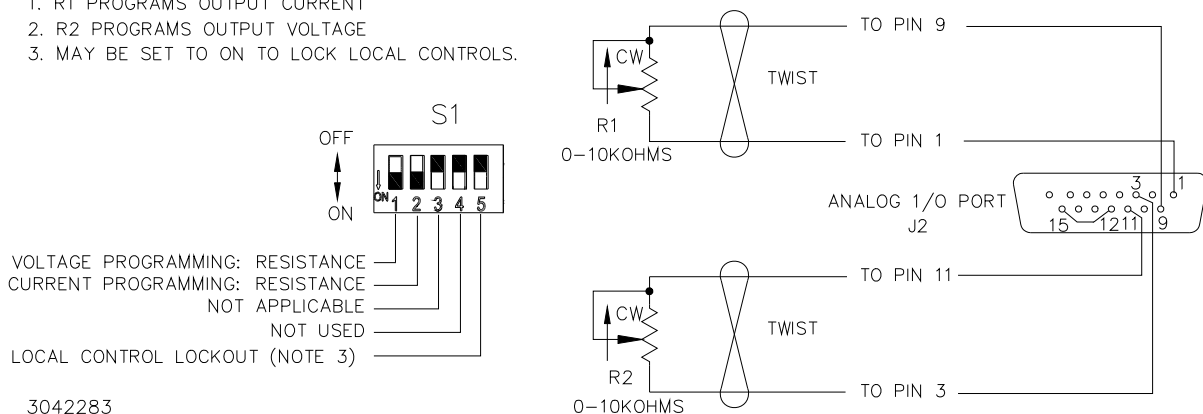 1. R1 PROGRAMS OUTPUT CURRENT
2. R2 PROGRAMS OUTPUT VOLTAGE
3. MAY BE SET TO ON TO LOCK LOCAL CONTROLS.
S1
OFF
ON
ON
1 2 3 4 5
VOLTAGE PROGRAMMING: RESISTANCE
CURRENT PROGRAMMING: RESISTANCE
NOT APPLICABLE
NOT USED
LOCAL CONTROL LOCKOUT (NOTE 3)
3042283
TO PIN 9
CW
TWIST
R1
0-10KOHMS
TO PIN 1
ANALOG 1/O PORT
J2
3 1
15 12 11 9
TO PIN 11
CW
TWIST
R2
0-10KOHMS
TO PIN 3